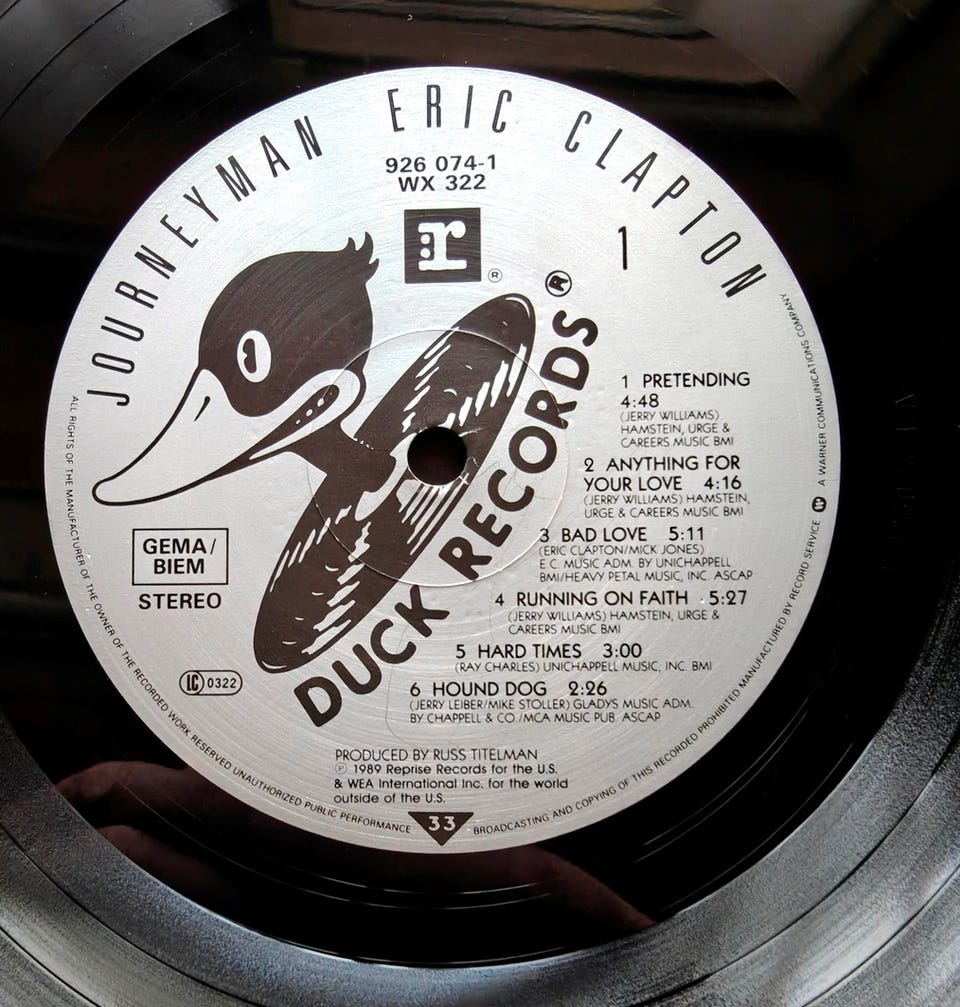 JOURNEYMAN ERIC CLAPTON
926 074-1
WX 322
r
®
®
1
DUCK RECORDS
1 PRETENDING
4:48
(JERRY WILLIAMS)
HAMSTEIN, URGE &
CAREERS MUSIC BMI
2 ANYTHING FOR
YOUR LOVE 4:16
(JERRY WILLIAMS) HAMSTEIN,
URGE & CAREERS MUSIC BMI
3 BAD LOVE 5:11
(ERIC CLAPTON/MICK JONES)
E.C. MUSIC ADM. BY UNICHAPPELL
BMI/HEAVY PETAL MUSIC, INC. ASCAP
4 RUNNING ON FAITH 5:27
(JERRY WILLIAMS) HAMSTEIN, URGE &
CAREERS MUSIC BMI
5 HARD TIMES 3:00
(RAY CHARLES) UNICHAPPELL MUSIC, INC. BMI
6 HOUND DOG 2:26
(JERRY LEIBER/MIKE STOLLER) GLADYS MUSIC ADM.
BY CHAPPELL & CO./MCA MUSIC PUB. ASCAP
GEMA/
BIEM
STEREO
LC 0322
PRODUCED BY RUSS TITELMAN
℗ 1989 Reprise Records for the U.S.
& WEA International Inc. for the world
outside of the U.S.
33
ALL RIGHTS OF THE MANUFACTURER OF THE OWNER OF THE RECORDED WORK RESERVED UNAUTHORIZED PUBLIC PERFORMANCE BROADCASTING AND COPYING OF THIS RECORDED PROHIBITED MANUFACTURED BY RECORD SERVICE W A WARNER COMMUNICATIONS COMPANY